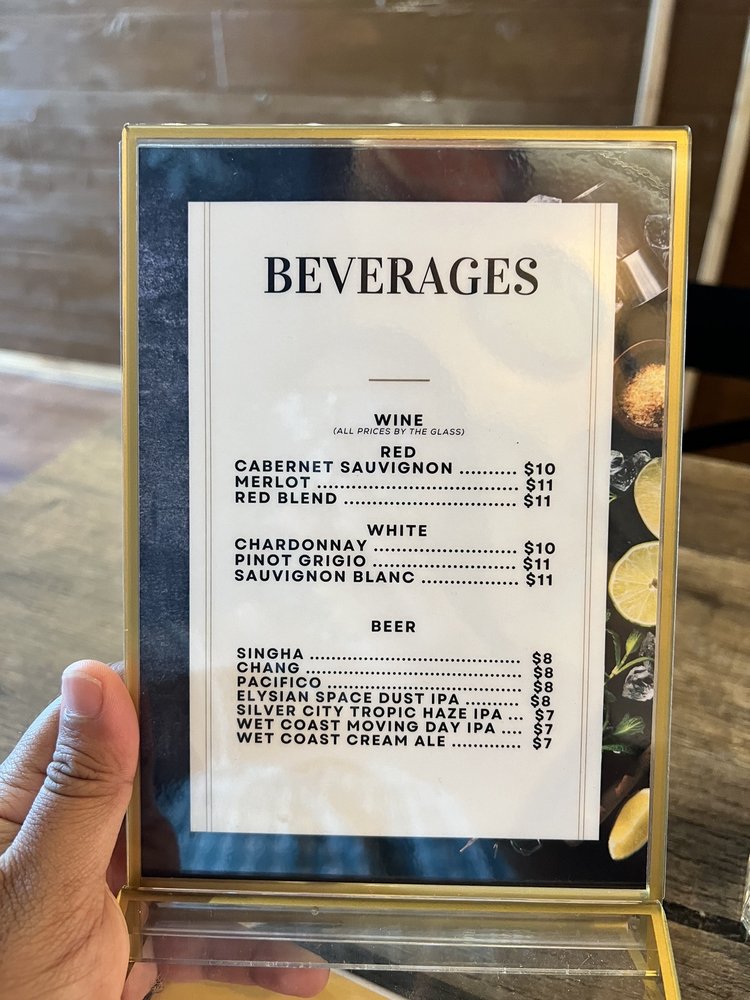 BEVERAGES
WINE
(ALL PRICES BY THE GLASS)
RED
CABERNET SAUVIGNON .......... $10
MERLOT ................................... $11
RED BLEND .............................. $11
WHITE
CHARDONNAY ......................... $10
PINOT GRIGIO .......................... $11
SAUVIGNON BLANC ................. $11
BEER
SINGHA ..................................... $8
CHANG ...................................... $8
PACIFICO ................................... $8
ELYSIAN SPACE DUST IPA ......... $8
SILVER CITY TROPIC HAZE IPA ... $7
WET COAST MOVING DAY IPA .... $7
WET COAST CREAM ALE ............ $7